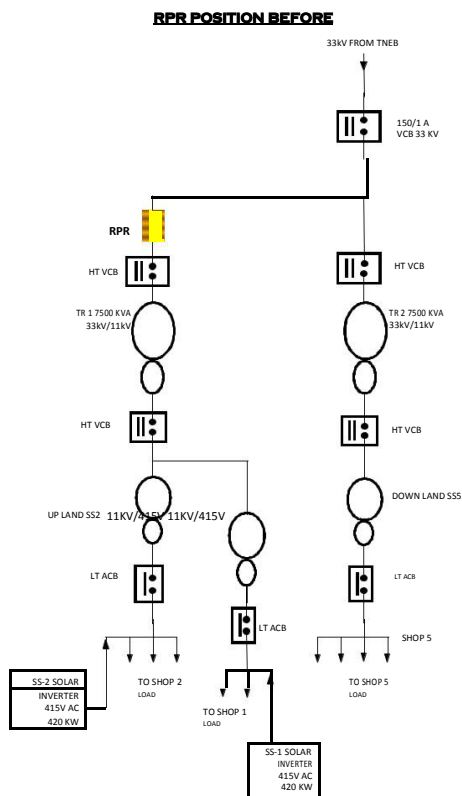 RPR POSITION BEFORE
33kV FROM TNEB
150/1 A
VCB 33 KV
RPR
HT VCB
HT VCB
TR 1 7500 KVA
33kV/11kV
TR 2 7500 KVA
33kV/11kV
HT VCB
HT VCB
UP LAND SS2
11KV/415V
11KV/415V
DOWN LAND SS5
LT ACB
LT ACB
LT ACB
SHOP 5
SS-2 SOLAR
INVERTER
415V AC
420 KW
TO SHOP 2
LOAD
TO SHOP 1
LOAD
TO SHOP 5
LOAD
SS-1 SOLAR
INVERTER
415V AC
420 KW